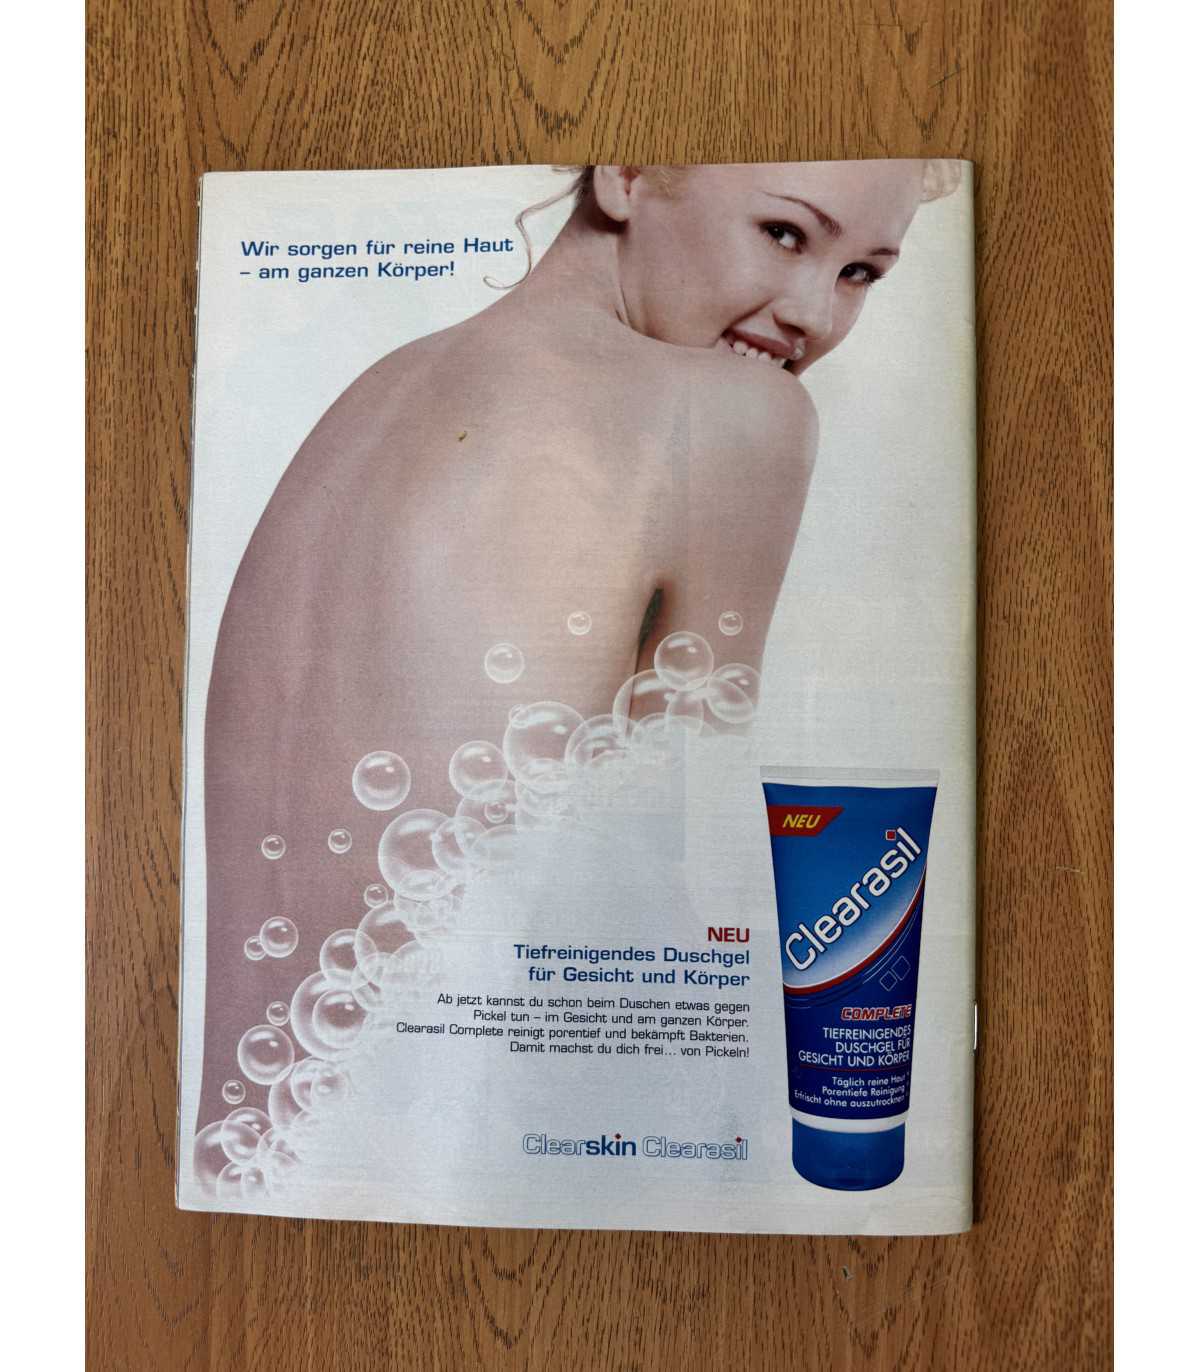 Wir sorgen für reine Haut
– am ganzen Körper!
NEU
Tiefreinigendes Duschgel
für Gesicht und Körper
Ab jetzt kannst du schon beim Duschen etwas gegen
Pickel tun – im Gesicht und am ganzen Körper.
Clearasil Complete reinigt porentief und bekämpft Bakterien.
Damit machst du dich frei... von Pickeln!
Clearskin Clearasil
NEU
Clearasil
COMPLETE
TIEFREINIGENDES
DUSCHGEL FÜR
GESICHT UND KÖRPER
Täglich reine Haut
Porentiefe Reinigung
Erfrischt ohne auszutrocknen